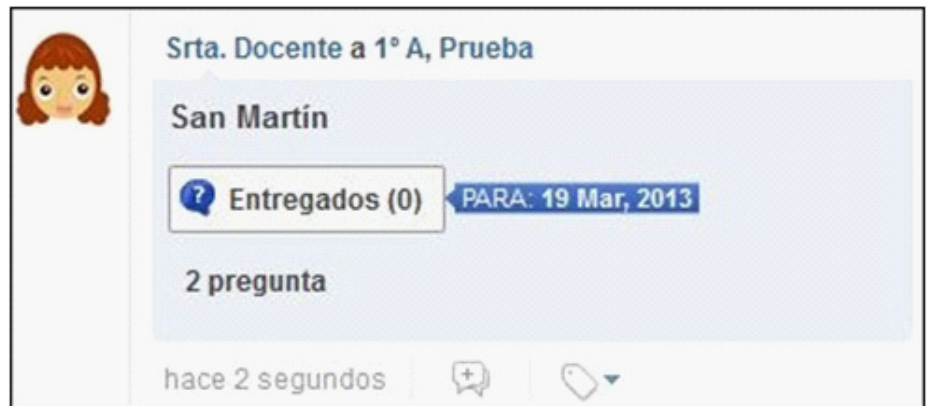 Srta. Docente a 1° A, Prueba
San Martín
? Entregados (0) PARA: 19 Mar, 2013
2 pregunta
hace 2 segundos